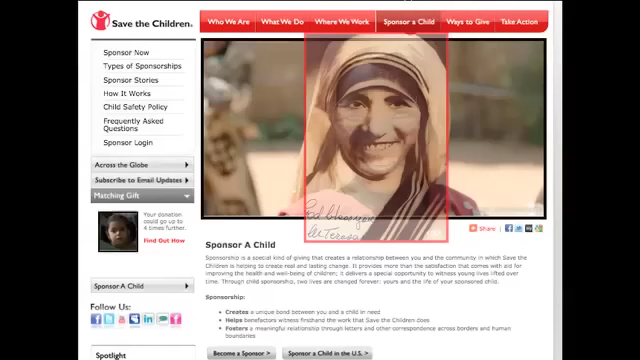 Save the Children.
Who We Are
What We Do
Where We Work
Sponsor a Child
Ways to Give
Take Action
Sponsor Now
Types of Sponsorships
Sponsor Stories
How It Works
Child Safety Policy
Frequently Asked
Questions
Sponsor Login
Across the Globe
Subscribe to Email Updates
Matching Gift
Your donation
could go up to
4 times further.
Find Out How
God bless you
Teresa
Share
Sponsor A Child
Sponsorship is a special kind of giving that creates a relationship between you and the community in which Save the
Children is helping to create real and lasting change. It provides more than the satisfaction that comes with aid for
improving the health and well-being of children; it delivers a special opportunity to witness young lives lifted over
time. Through child sponsorship, two lives are changed forever: yours and the life of your sponsored child.
Sponsorship:
• Creates a unique bond between you and a child in need
• Helps benefactors witness firsthand the work that Save the Children does
• Fosters a meaningful relationship through letters and other correspondence across borders and human
boundaries
Become a Sponsor >
Sponsor a Child in the U.S. >
Sponsor A Child
Follow Us:
Spotlight